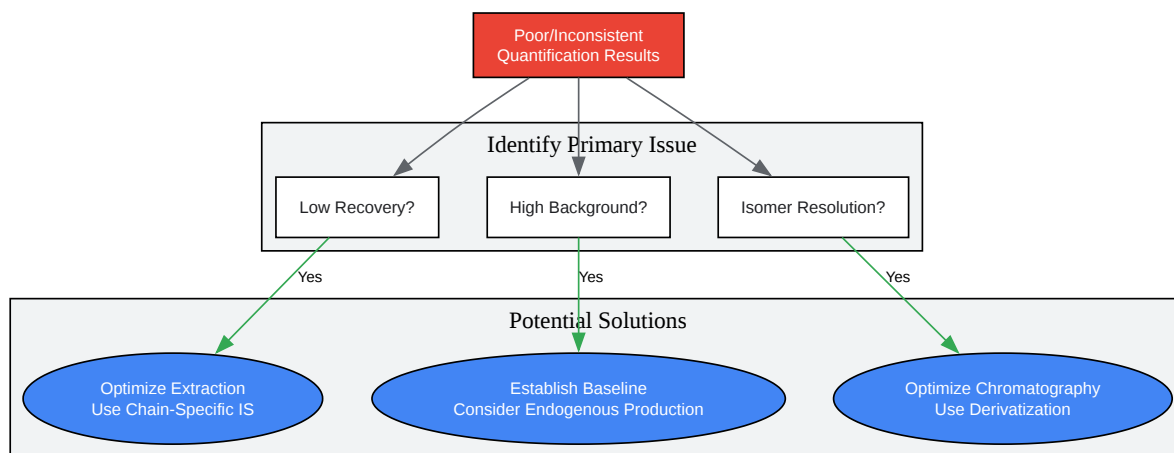 Poor/Inconsistent
Quantification Results
Identify Primary Issue
Low Recovery?
High Background?
Isomer Resolution?
Yes
Yes
Yes
Potential Solutions
Optimize Extraction
Use Chain-Specific IS
Establish Baseline
Consider Endogenous Production
Optimize Chromatography
Use Derivatization